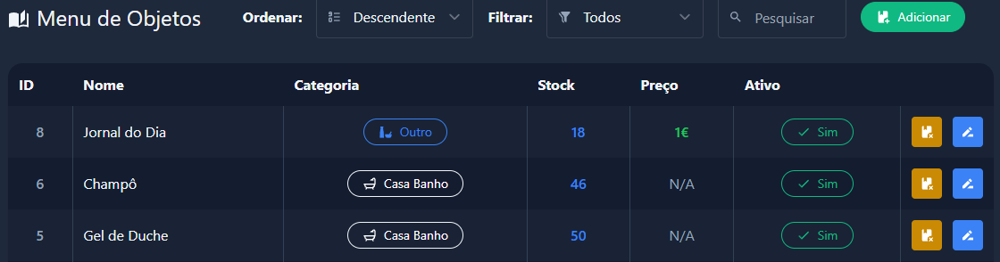 Menu de Objetos Ordenar: Descendente Filtrar: Todos Pesquisar Adicionar
ID Nome Categoria Stock Preço Ativo
8 Jornal do Dia Outro 18 1€ Sim
6 Champô Casa Banho 46 N/A Sim
5 Gel de Duche Casa Banho 50 N/A Sim